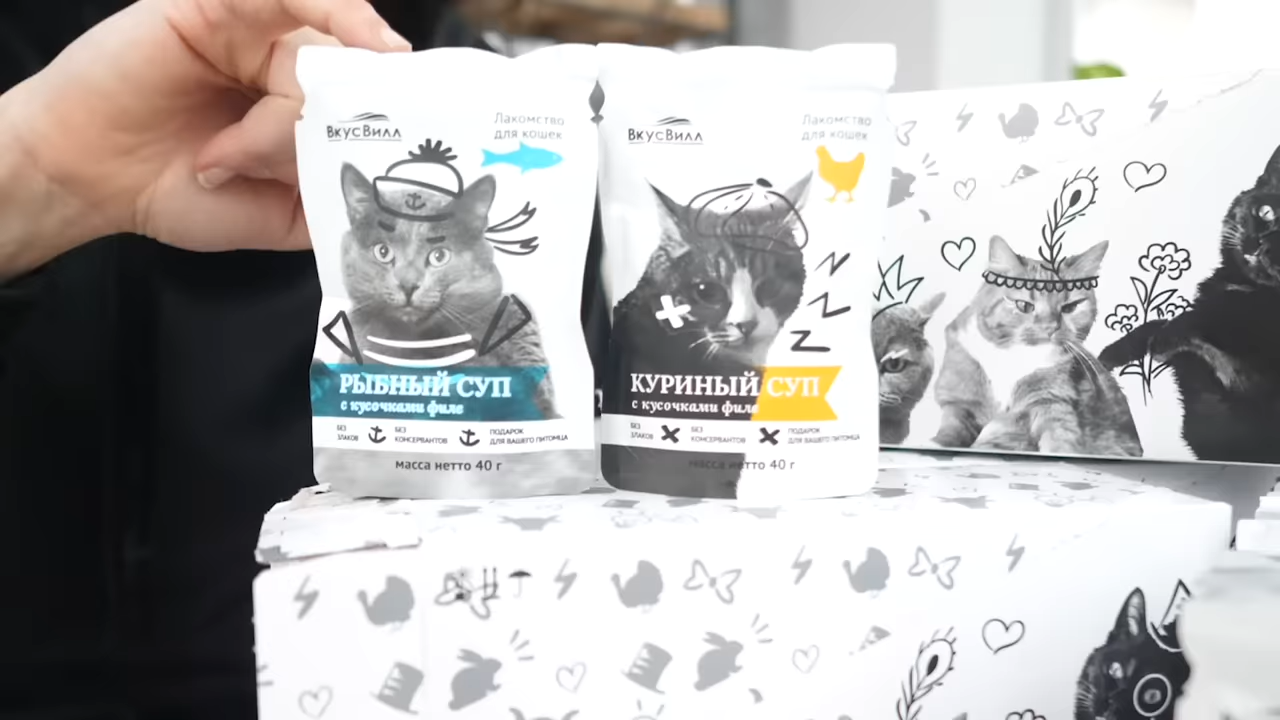 ВкусВилл
Лакомство
для кошек
РЫБНЫЙ СУП
с кусочками филе
БЕЗ
ЗЛАКОВ
БЕЗ
КОНСЕРВАНТОВ
ПОДАРОК
ДЛЯ ВАШЕГО ПИТОМЦА
масса нетто 40 г
ВкусВилл
Лакомство
для кошек
КУРИНЫЙ СУП
с кусочками филе
БЕЗ
ЗЛАКОВ
БЕЗ
КОНСЕРВАНТОВ
ПОДАРОК
ДЛЯ ВАШЕГО ПИТОМЦА
масса нетто 40 г